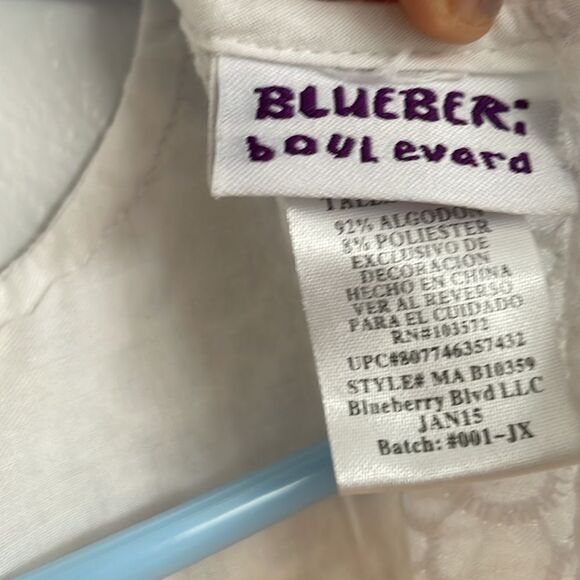 BLUEBERi
boulevard
92% ALGODON
8% POLIESTER
EXCLUSIVO DE
DECORACION
HECHO EN CHINA
VER AL REVERSO
PARA EL CUIDADO
RN#103572
UPC#807746357432
STYLE# MA B10359
Blueberry Blvd LLC
JAN15
Batch: #001-JX